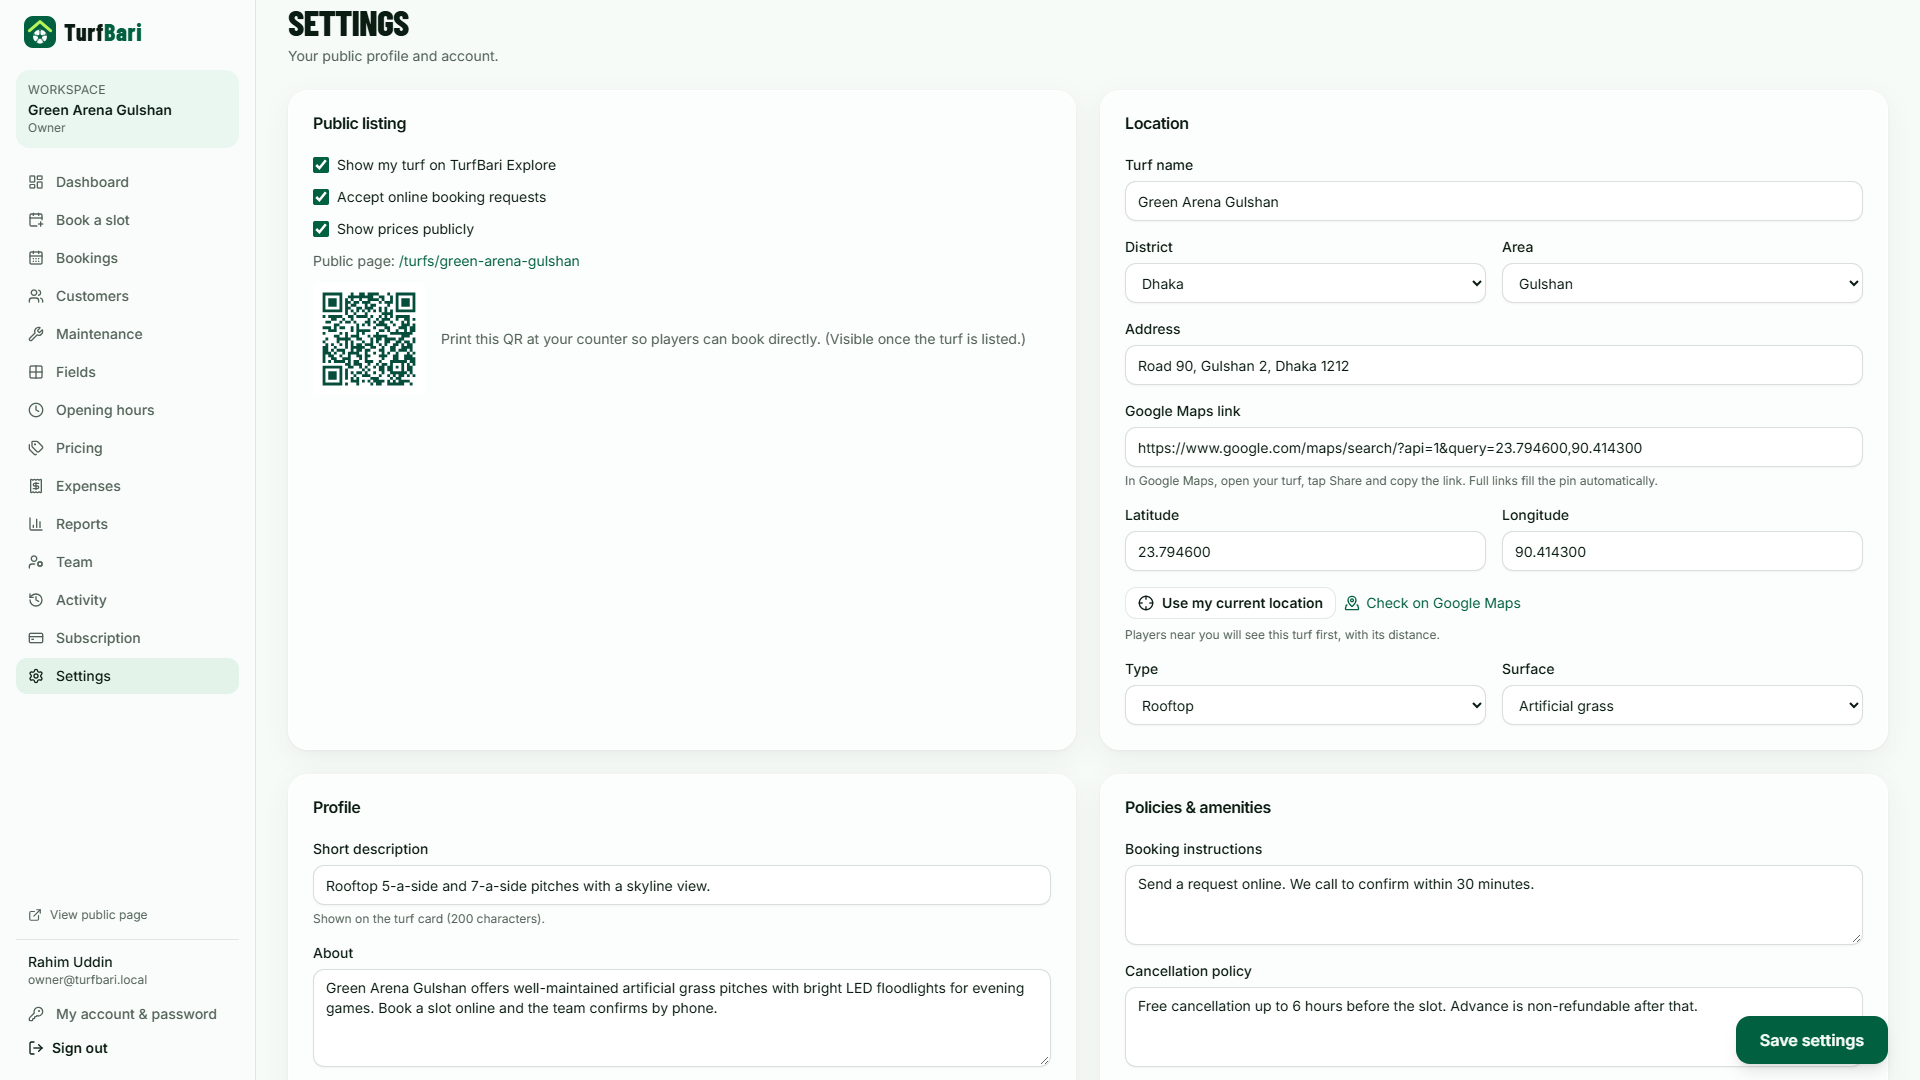 TurfBari
WORKSPACE
Green Arena Gulshan
Owner
Dashboard
Book a slot
Bookings
Customers
Maintenance
Fields
Opening hours
Pricing
Expenses
Reports
Team
Activity
Subscription
Settings
View public page
Rahim Uddin
owner@turfbari.local
My account & password
Sign out
SETTINGS
Your public profile and account.
Public listing
Show my turf on TurfBari Explore
Accept online booking requests
Show prices publicly
Public page: /turfs/green-arena-gulshan
Print this QR at your counter so players can book directly. (Visible once the turf is listed.)
Location
Turf name
Green Arena Gulshan
District
Area
Dhaka
Gulshan
Address
Road 90, Gulshan 2, Dhaka 1212
Google Maps link
https://www.google.com/maps/search/?api=1&query=23.794600,90.414300
In Google Maps, open your turf, tap Share and copy the link. Full links fill the pin automatically.
Latitude
Longitude
23.794600
90.414300
Use my current location
Check on Google Maps
Players near you will see this turf first, with its distance.
Type
Surface
Rooftop
Artificial grass
Profile
Short description
Rooftop 5-a-side and 7-a-side pitches with a skyline view.
Shown on the turf card (200 characters).
About
Green Arena Gulshan offers well-maintained artificial grass pitches with bright LED floodlights for evening
games. Book a slot online and the team confirms by phone.
Policies & amenities
Booking instructions
Send a request online. We call to confirm within 30 minutes.
Cancellation policy
Free cancellation up to 6 hours before the slot. Advance is non-refundable after that.
Save settings